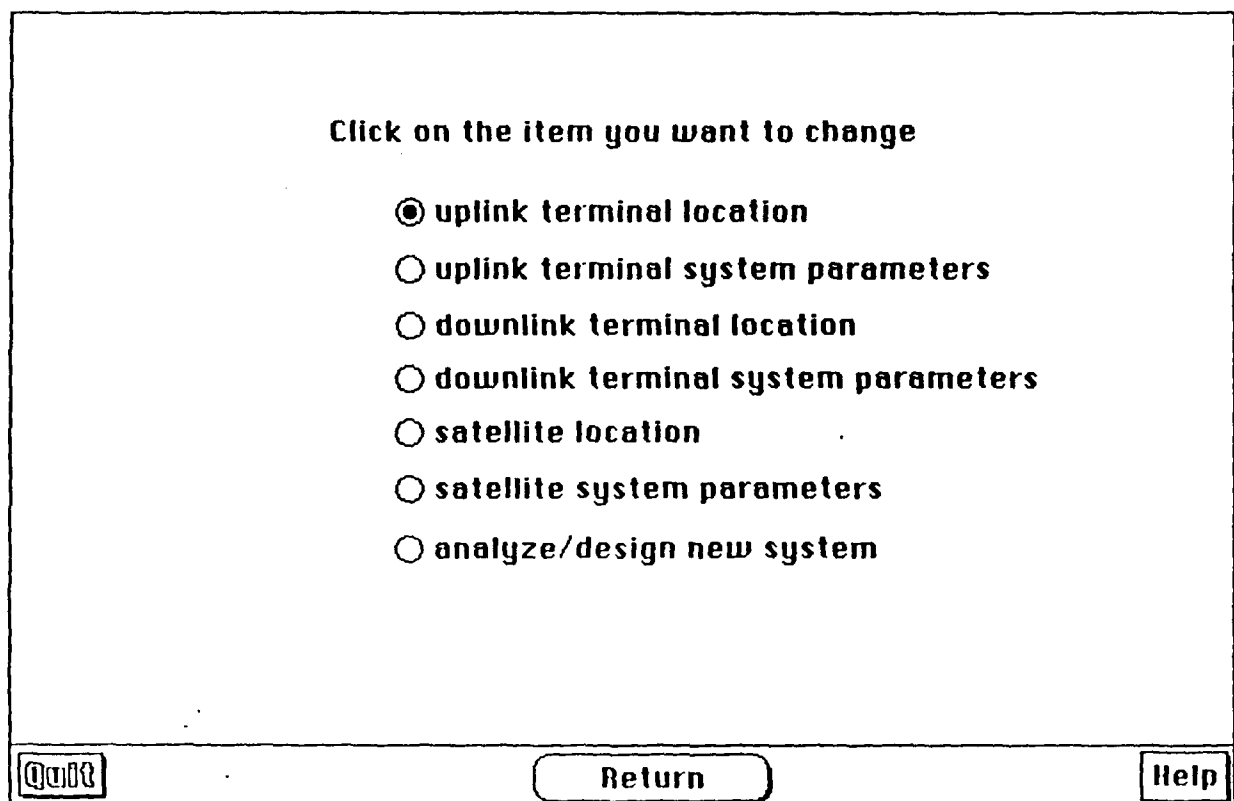 Click on the item you want to change
uplink terminal location
uplink terminal system parameters
downlink terminal location
downlink terminal system parameters
satellite location
satellite system parameters
analyze/design new system
Quit
Return
Help